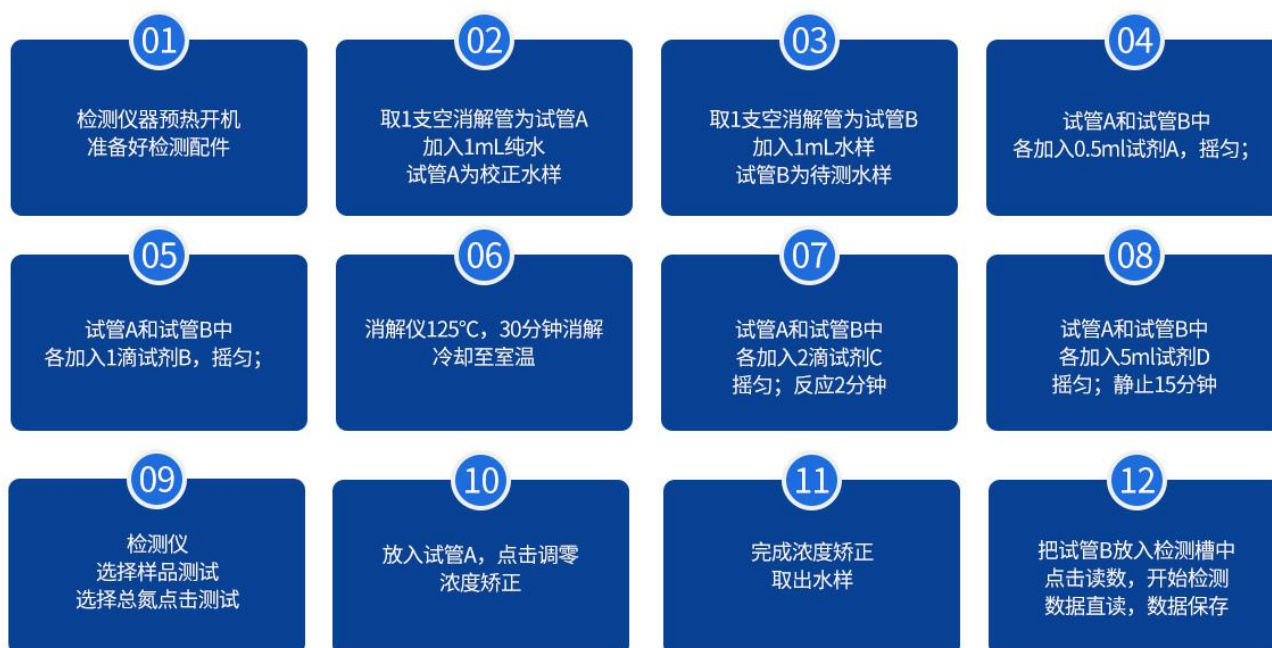 01
检测仪器预热开机
准备好检测配件
02
取1支空消解管为试管A
加入1mL纯水
试管A为校正水样
03
取1支空消解管为试管B
加入1mL水样
试管B为待测水样
04
试管A和试管B中
各加入0.5ml试剂A，摇匀；
05
试管A和试管B中
各加入1滴试剂B，摇匀；
06
消解仪125℃，30分钟消解
冷却至室温
07
试管A和试管B中
各加入2滴试剂C
摇匀；反应2分钟
08
试管A和试管B中
各加入5ml试剂D
摇匀；静止15分钟
09
检测仪
选择样品测试
选择总氮点击测试
10
放入试管A，点击调零
浓度矫正
11
完成浓度矫正
取出水样
12
把试管B放入检测槽中
点击读数，开始检测
数据直读，数据保存